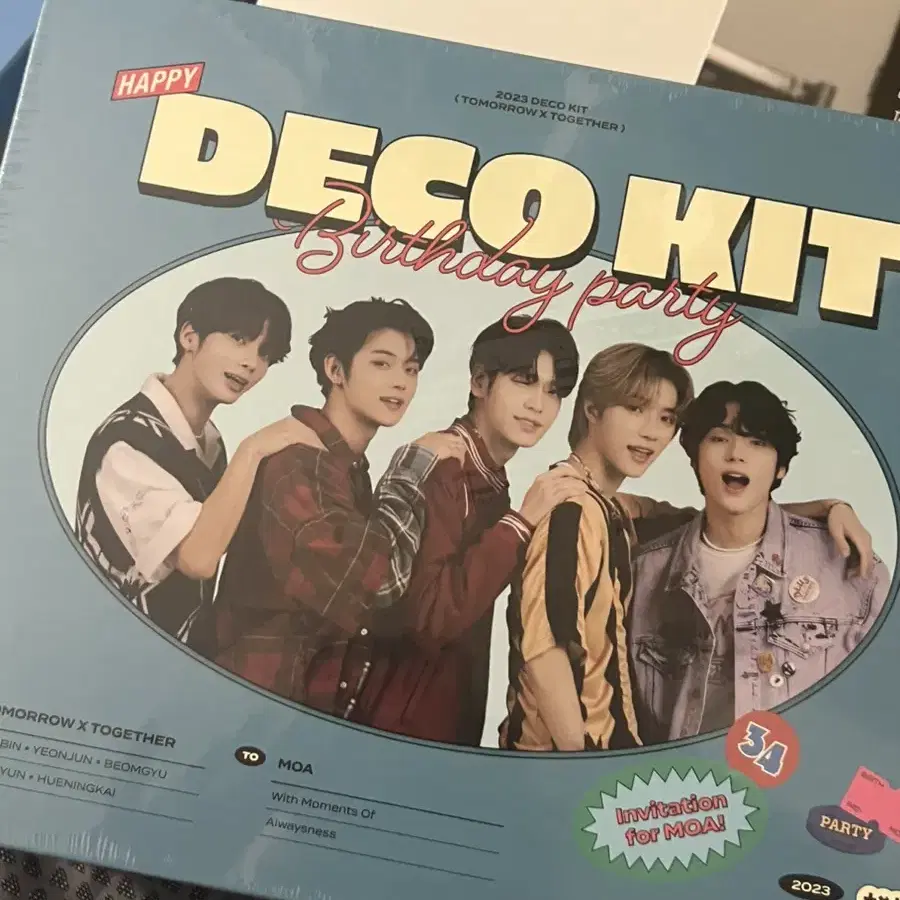 HAPPY
2023 DECO KIT
( TOMORROW X TOGETHER )
DECO KIT
Birthday party
OMORROW X TOGETHER
BIN • YEONJUN • BEOMGYU
YUN • HUENINGKAI
TO
MOA
With Moments Of
Alwaysness
34
Invitation
for MOA!
PARTY
2023